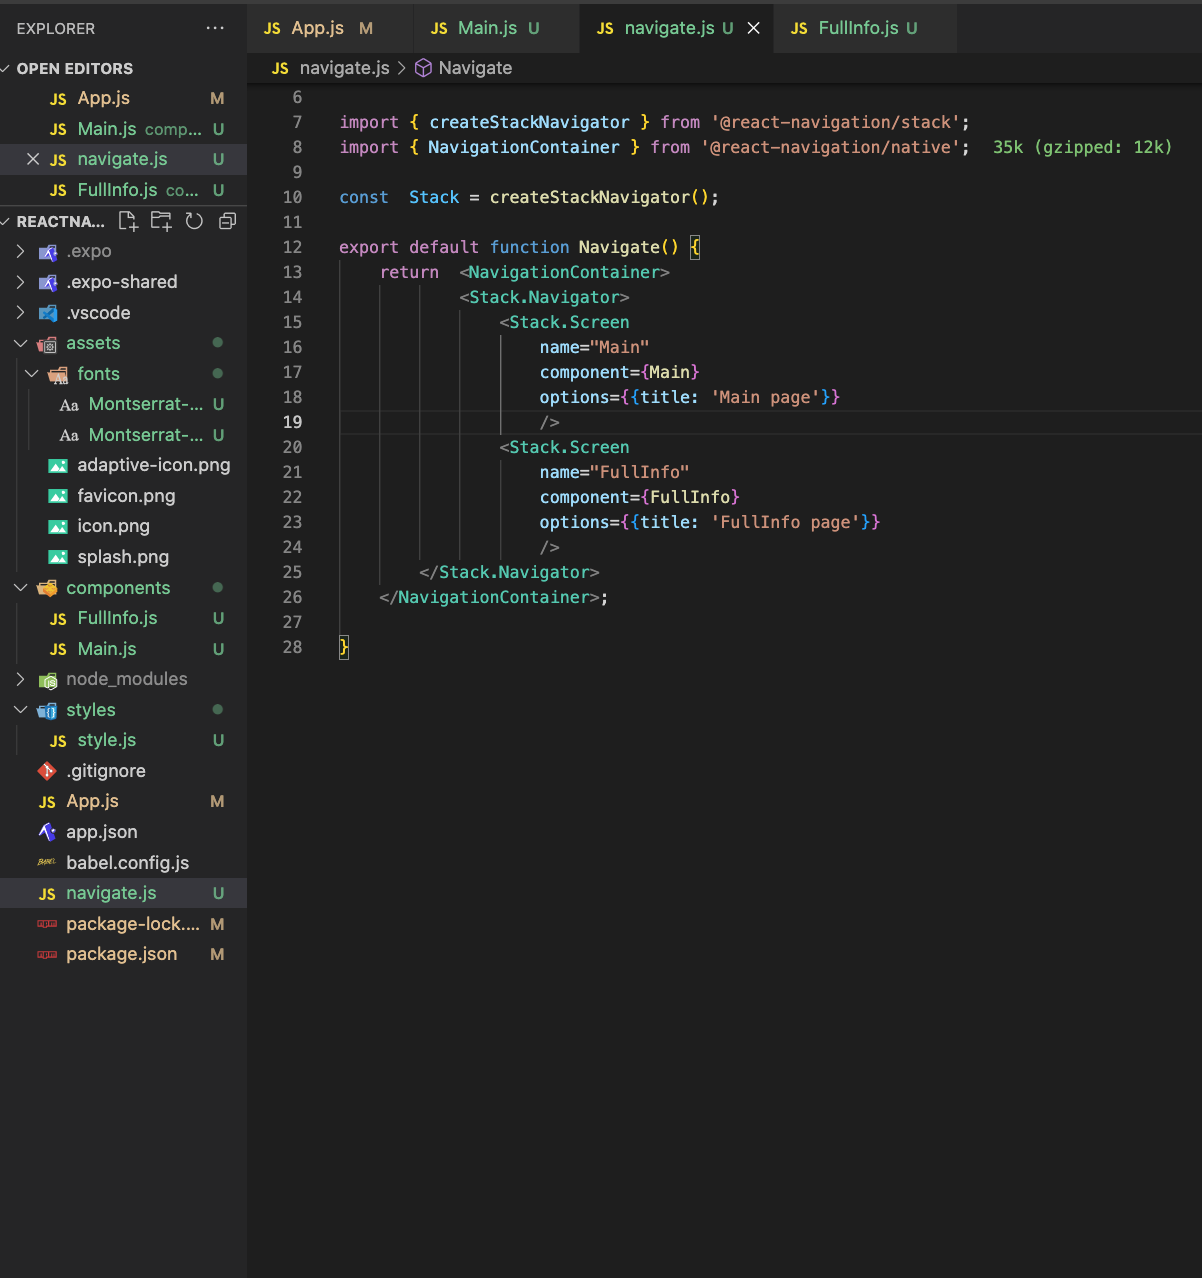 EXPLORER ...
OPEN EDITORS
JS App.js M
JS Main.js comp... U
JS navigate.js U
JS FullInfo.js co... U
REACTNA...
.expo
.expo-shared
.vscode
assets
fonts
Aa Montserrat-... U
Aa Montserrat-... U
adaptive-icon.png
favicon.png
icon.png
splash.png
components
JS FullInfo.js U
JS Main.js U
node_modules
styles
JS style.js U
.gitignore
JS App.js M
app.json
BABEL babel.config.js
JS navigate.js U
package-lock.... M
package.json M
JS App.js M JS Main.js U JS navigate.js U JS FullInfo.js U
JS navigate.js > Navigate
6
7 import { createStackNavigator } from '@react-navigation/stack';
8 import { NavigationContainer } from '@react-navigation/native'; 35k (gzipped: 12k)
9
10 const  Stack = createStackNavigator();
11
12 export default function Navigate() {
13     return  <NavigationContainer>
14             <Stack.Navigator>
15                 <Stack.Screen
16                     name="Main"
17                     component={Main}
18                     options={{title: 'Main page'}}
19                     />
20                 <Stack.Screen
21                     name="FullInfo"
22                     component={FullInfo}
23                     options={{title: 'FullInfo page'}}
24                     />
25         </Stack.Navigator>
26     </NavigationContainer>;
27
28 }